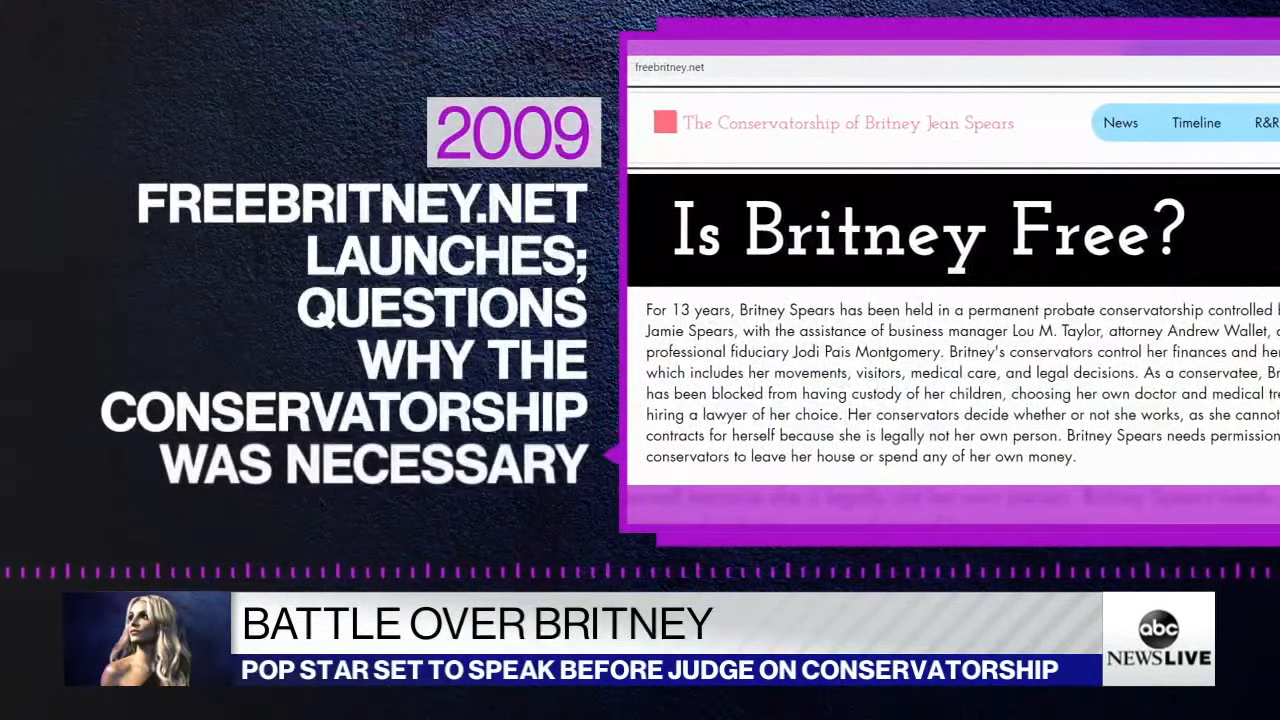 2009
FREEBRITNEY.NET
LAUNCHES;
QUESTIONS
WHY THE
CONSERVATORSHIP
WAS NECESSARY
freebritney.net
The Conservatorship of Britney Jean Spears
News Timeline R&R
Is Britney Free?
For 13 years, Britney Spears has been held in a permanent probate conservatorship controlled
Jamie Spears, with the assistance of business manager Lou M. Taylor, attorney Andrew Wallet,
professional fiduciary Jodi Pais Montgomery. Britney's conservators control her finances and her
which includes her movements, visitors, medical care, and legal decisions. As a conservatee, Br
has been blocked from having custody of her children, choosing her own doctor and medical tre
hiring a lawyer of her choice. Her conservators decide whether or not she works, as she cannot
contracts for herself because she is legally not her own person. Britney Spears needs permission
conservators to leave her house or spend any of her own money.
BATTLE OVER BRITNEY
POP STAR SET TO SPEAK BEFORE JUDGE ON CONSERVATORSHIP
abc
NEWSLIVE